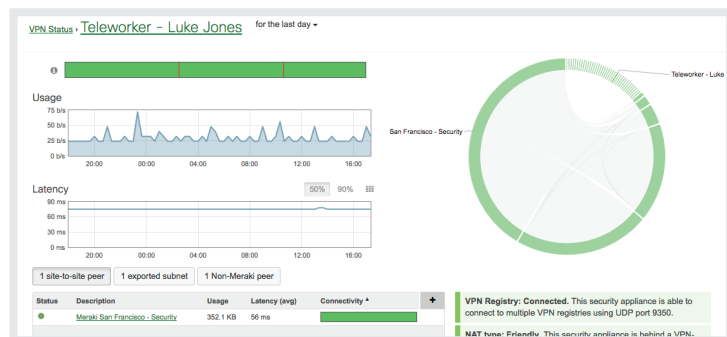 VPN Status › Teleworker - Luke Jones for the last day
Usage
75 b/s
50 b/s
25 b/s
0 b/s
20:00 00:00 04:00 08:00 12:00 16:00
Latency
50% 90%
90 ms
60 ms
30 ms
0 ms
20:00 00:00 04:00 08:00 12:00 16:00
1 site-to-site peer 1 exported subnet 1 Non-Meraki peer
Status Description Usage Latency (avg) Connectivity +
Meraki San Francisco - Security 352.1 KB 56 ms
Teleworker - Luke
San Francisco - Security
VPN Registry: Connected. This security appliance is able to
connect to multiple VPN registries using UDP port 9350.
NAT type: Friendly. This security appliance is behind a VPN-